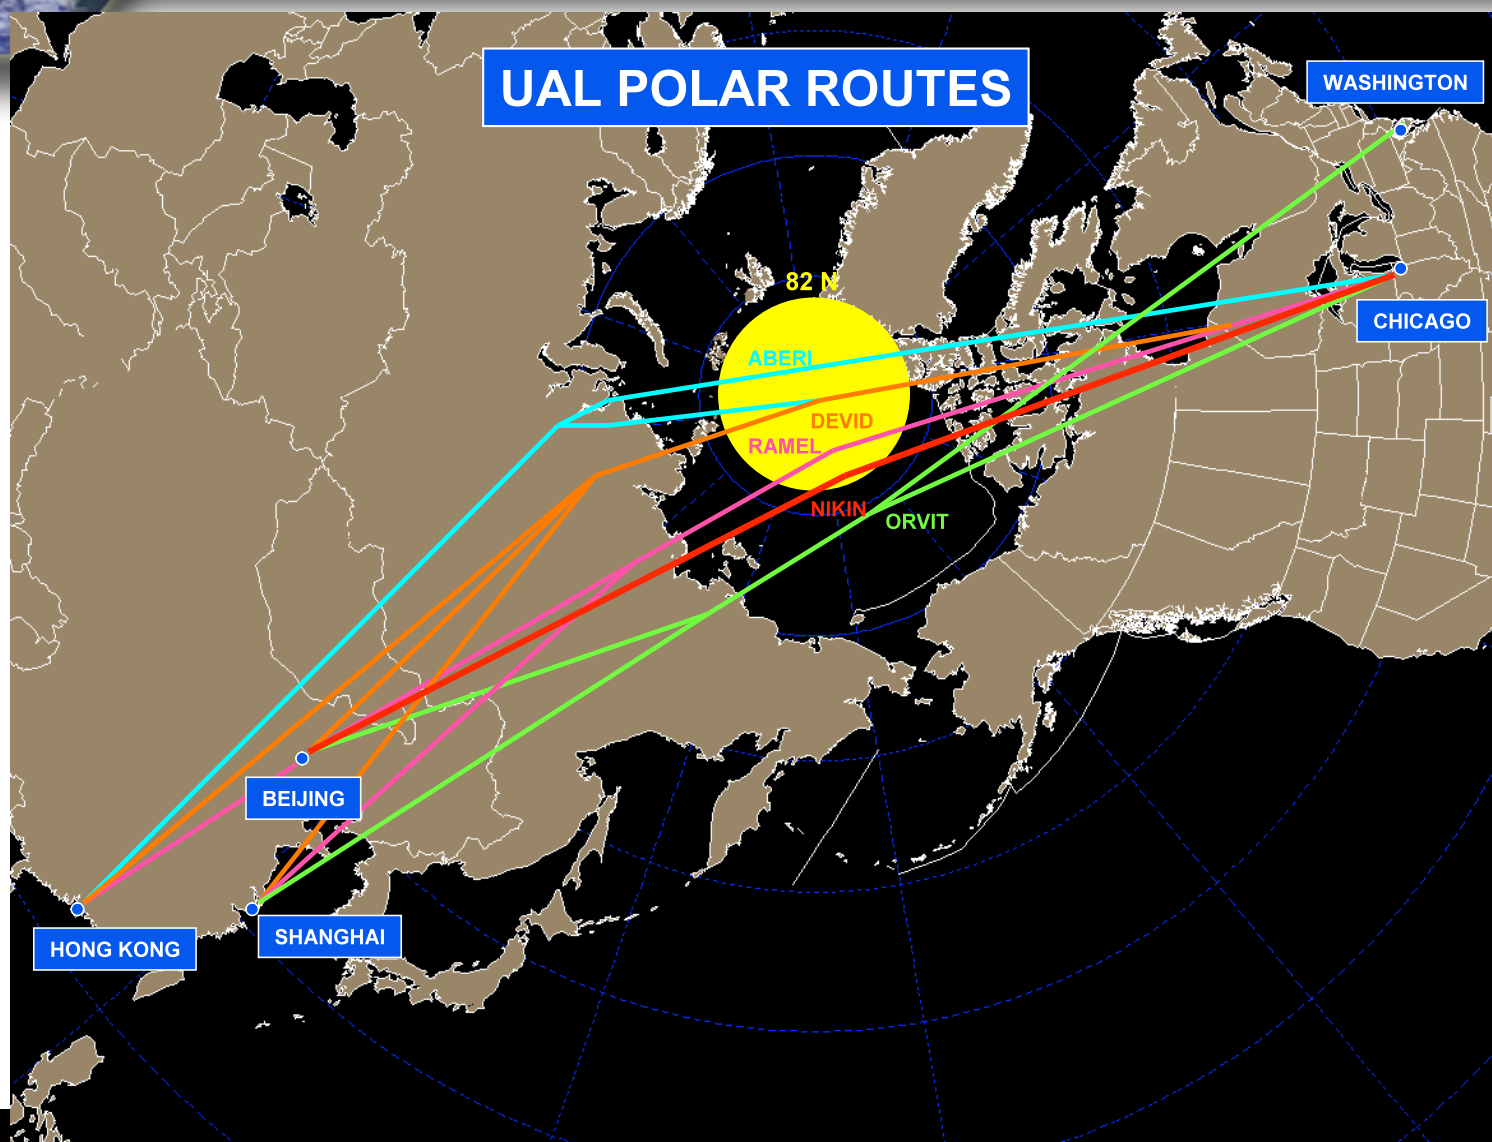 UAL POLAR ROUTES
WASHINGTON
82 N
CHICAGO
ABERI
DEVID
RAMEL
NIKIN
ORVIT
BEIJING
HONG KONG
SHANGHAI